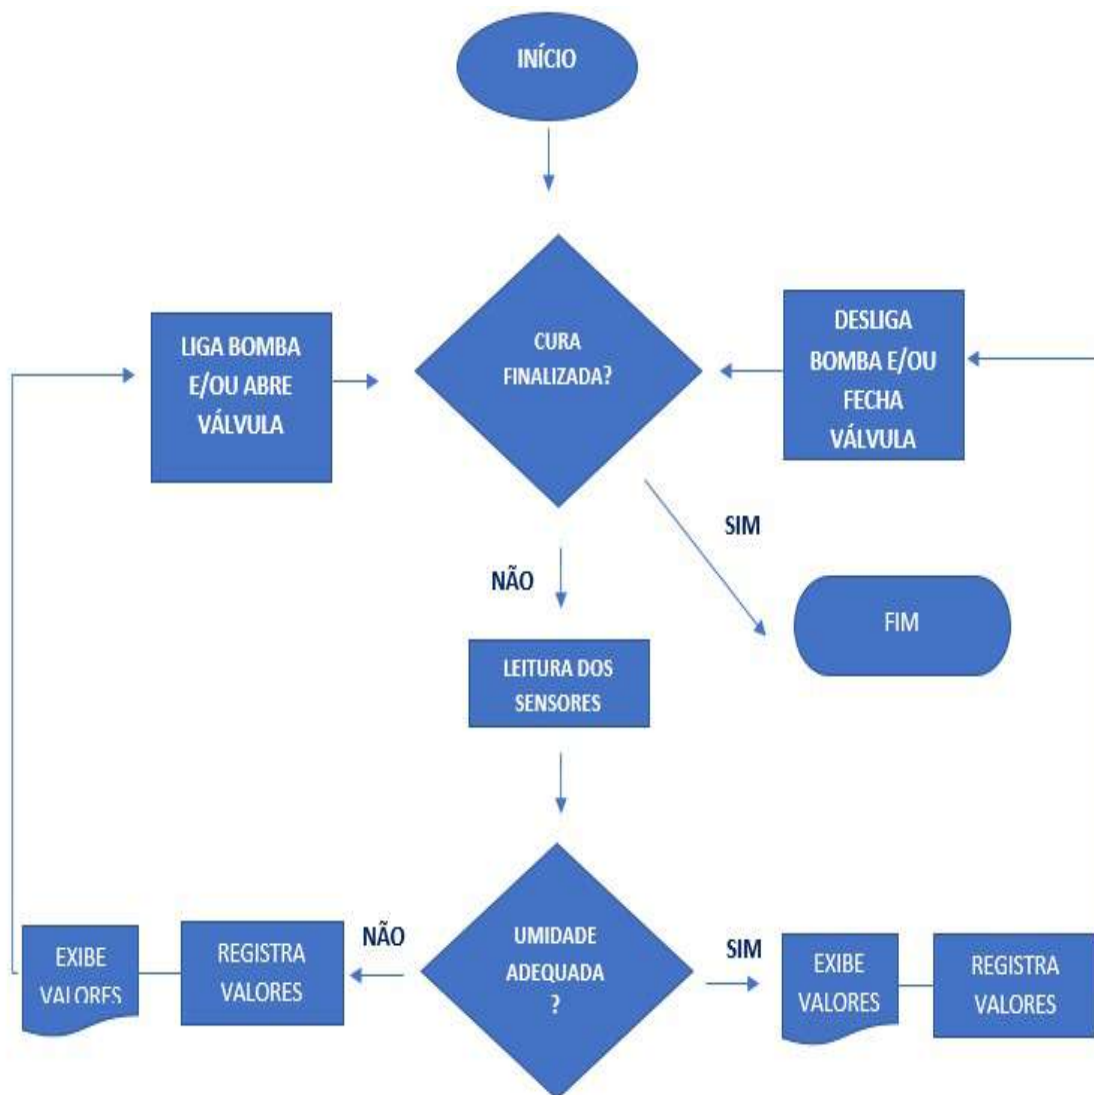 INÍCIO
LIGA BOMBA
E/OU ABRE
VÁLVULA
CURA
FINALIZADA?
DESLIGA
BOMBA E/OU
FECHA
VÁLVULA
SIM
NÃO
FIM
LEITURA DOS
SENSORES
EXIBE
VALORES
REGISTRA
VALORES
NÃO
UMIDADE
ADEQUADA
?
SIM
EXIBE
VALORES
REGISTRA
VALORES